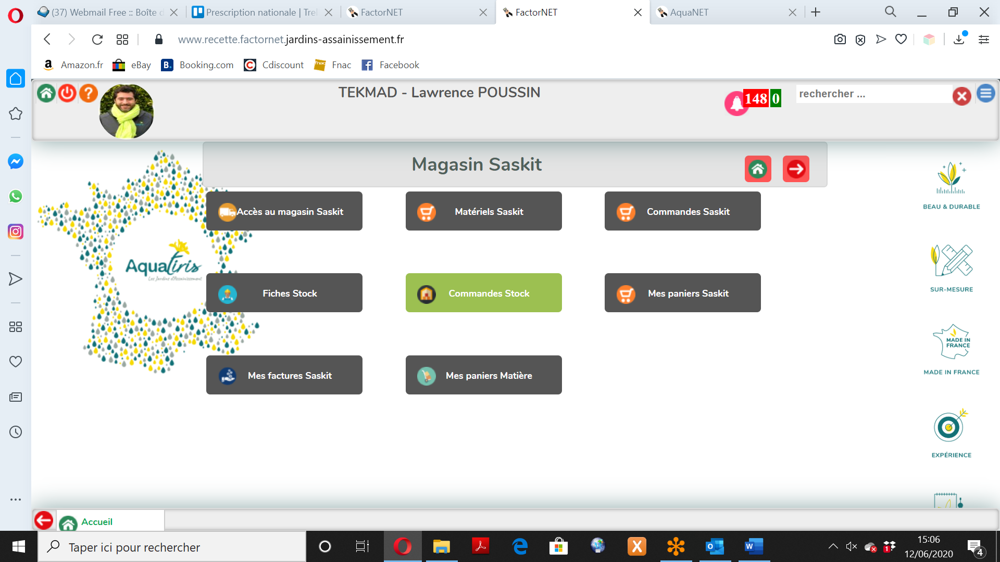 (37) Webmail Free :: Boîte d
Prescription nationale | Trel
FactorNET
FactorNET
AquaNET
www.recette.factornet.jardins-assainissement.fr
Amazon.fr
eBay
Booking.com
Cdiscount
Fnac
Facebook
TEKMAD - Lawrence POUSSIN
148 0
rechercher ...
Magasin Saskit
Accès au magasin Saskit
Matériels Saskit
Commandes Saskit
Fiches Stock
Commandes Stock
Mes paniers Saskit
Mes factures Saskit
Mes paniers Matière
Aquatiris
Les Jardins d'Assainissement
BEAU & DURABLE
SUR-MESURE
MADE IN
FRANCE
MADE IN FRANCE
EXPÉRIENCE
Accueil
Taper ici pour rechercher
15:06
12/06/2020
4